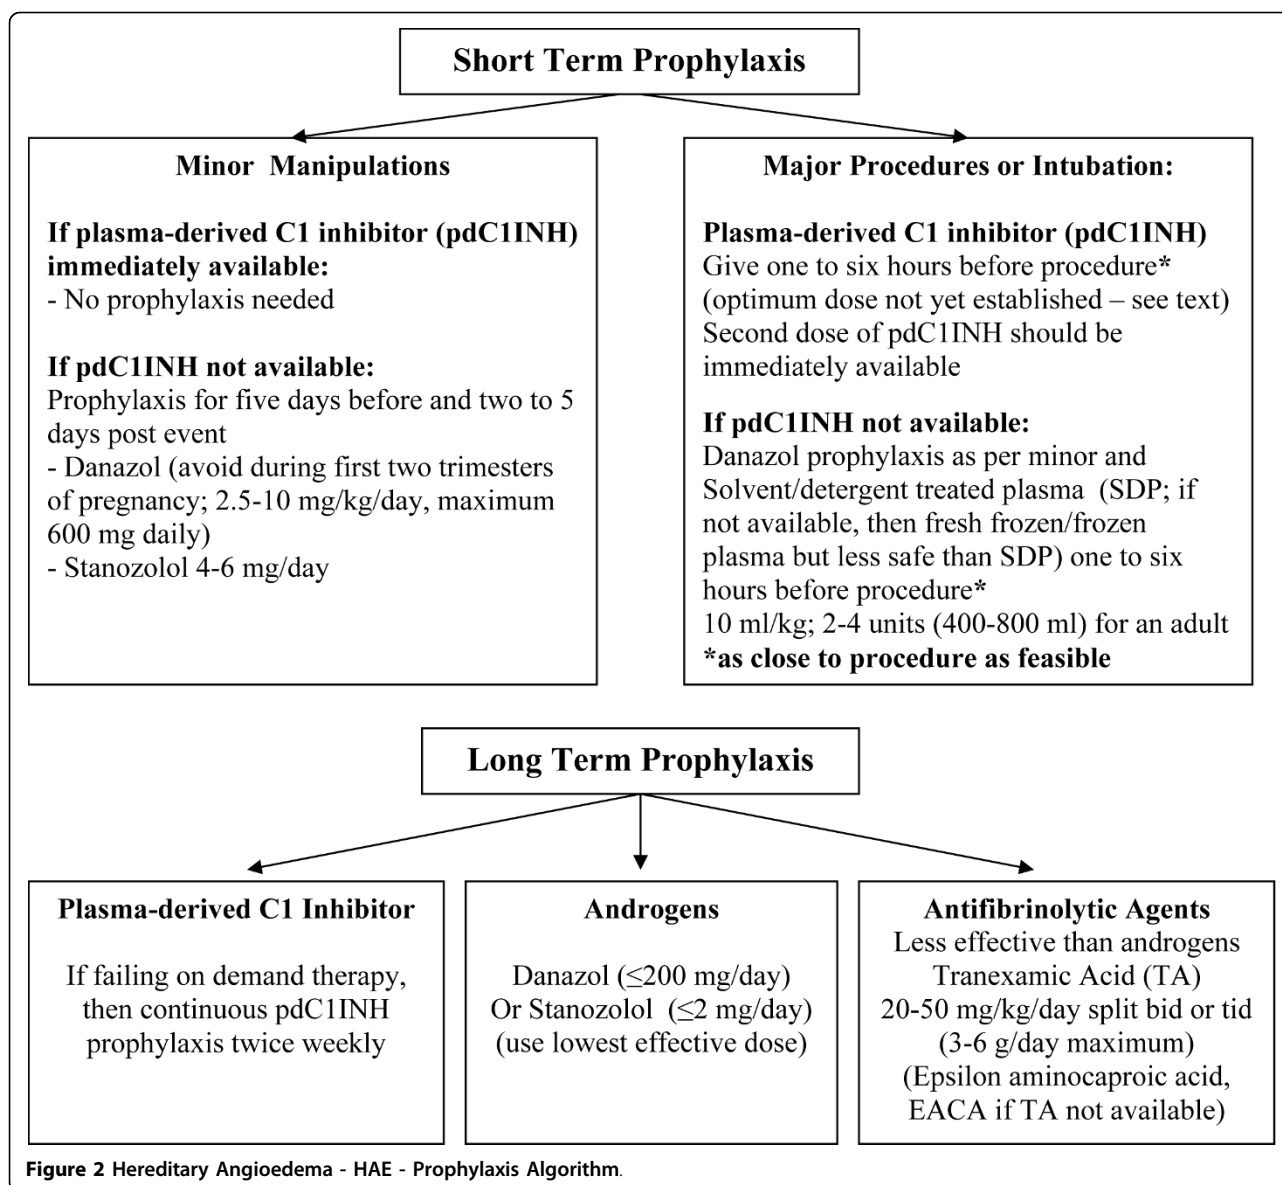 Short Term Prophylaxis
Minor Manipulations
If plasma-derived C1 inhibitor (pdC1INH)
immediately available:
- No prophylaxis needed
If pdC1INH not available:
Prophylaxis for five days before and two to 5
days post event
- Danazol (avoid during first two trimesters
of pregnancy; 2.5-10 mg/kg/day, maximum
600 mg daily)
- Stanozolol 4-6 mg/day
Major Procedures or Intubation:
Plasma-derived C1 inhibitor (pdC1INH)
Give one to six hours before procedure*
(optimum dose not yet established – see text)
Second dose of pdC1INH should be
immediately available
If pdC1INH not available:
Danazol prophylaxis as per minor and
Solvent/detergent treated plasma (SDP; if
not available, then fresh frozen/frozen
plasma but less safe than SDP) one to six
hours before procedure*
10 ml/kg; 2-4 units (400-800 ml) for an adult
*as close to procedure as feasible
Long Term Prophylaxis
Plasma-derived C1 Inhibitor
If failing on demand therapy,
then continuous pdC1INH
prophylaxis twice weekly
Androgens
Danazol (≤200 mg/day)
Or Stanozolol (≤2 mg/day)
(use lowest effective dose)
Antifibrinolytic Agents
Less effective than androgens
Tranexamic Acid (TA)
20-50 mg/kg/day split bid or tid
(3-6 g/day maximum)
(Epsilon aminocaproic acid,
EACA if TA not available)
Figure 2 Hereditary Angioedema - HAE - Prophylaxis Algorithm.